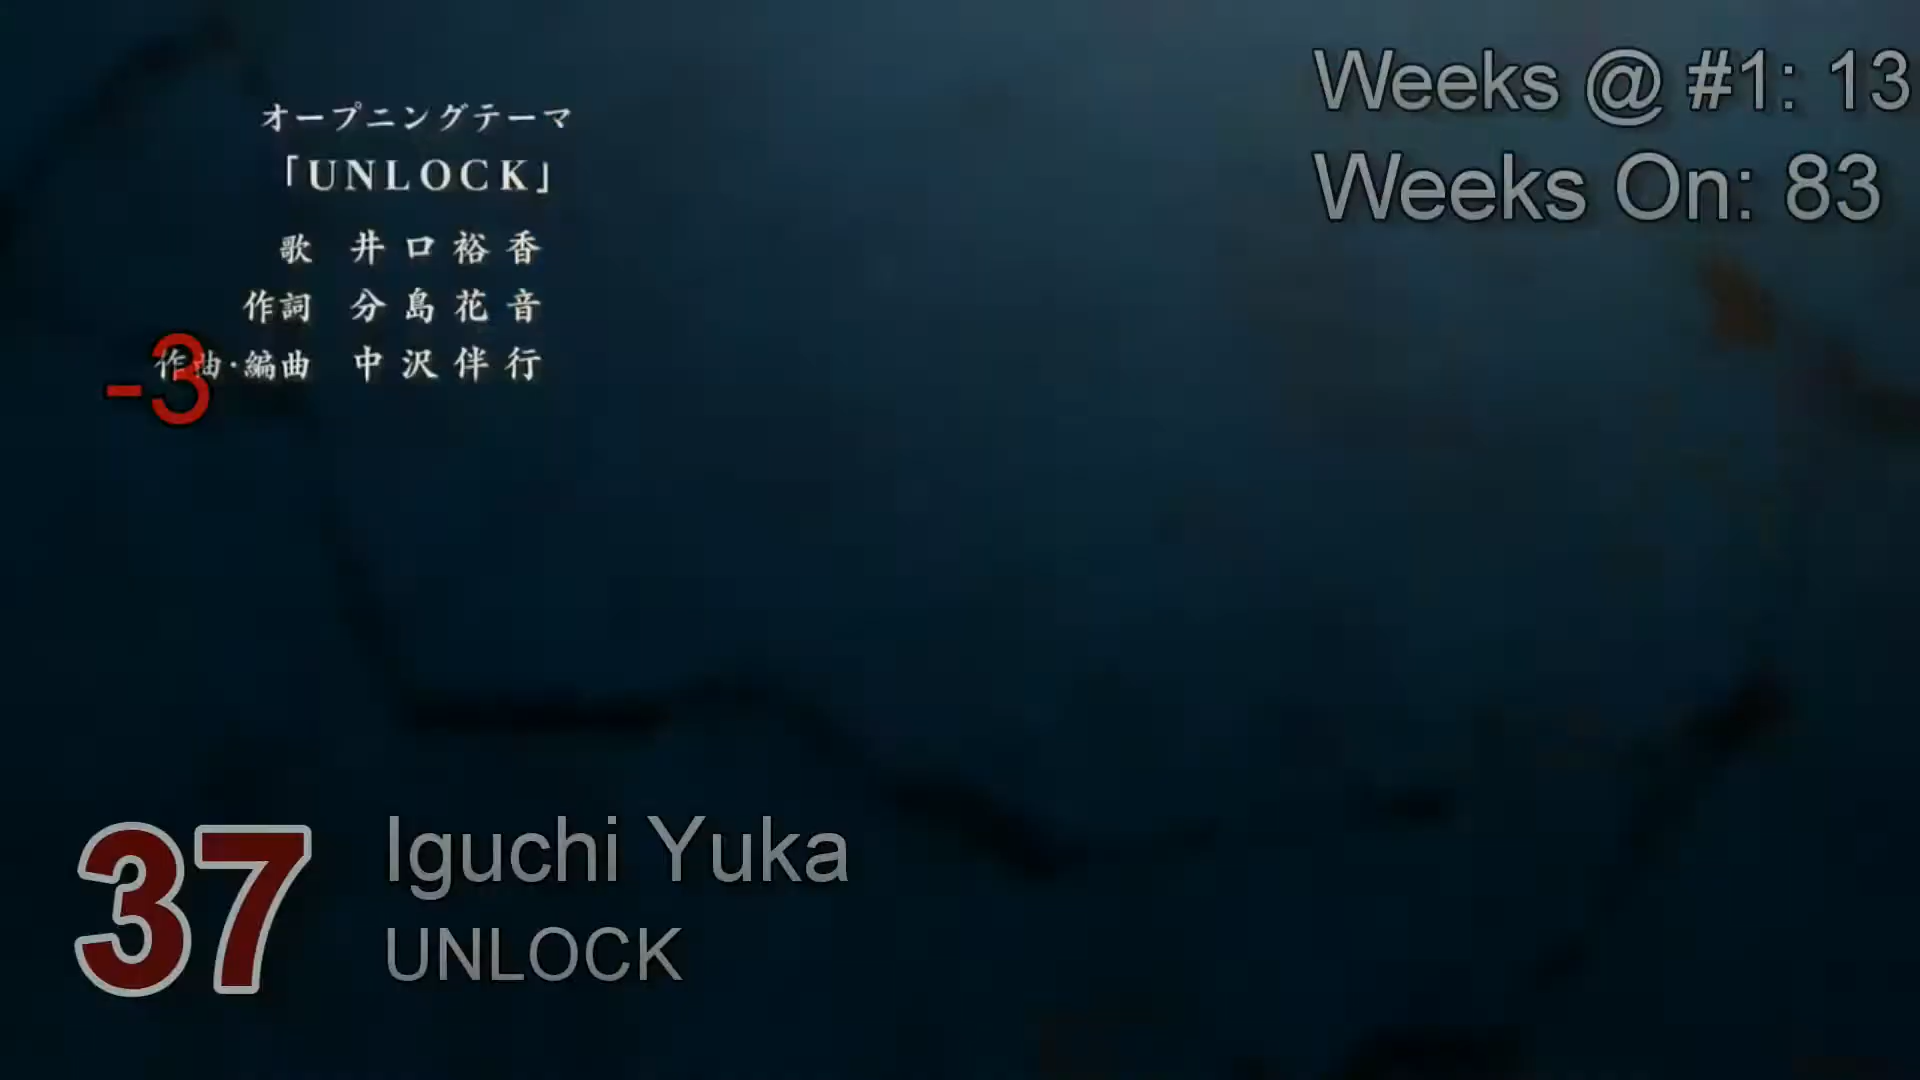 オープニングテーマ
「UNLOCK」
歌 井口裕香
作詞 分島花音
作曲・編曲 中沢伴行
-3
Weeks @ #1: 13
Weeks On: 83
37
Iguchi Yuka
UNLOCK